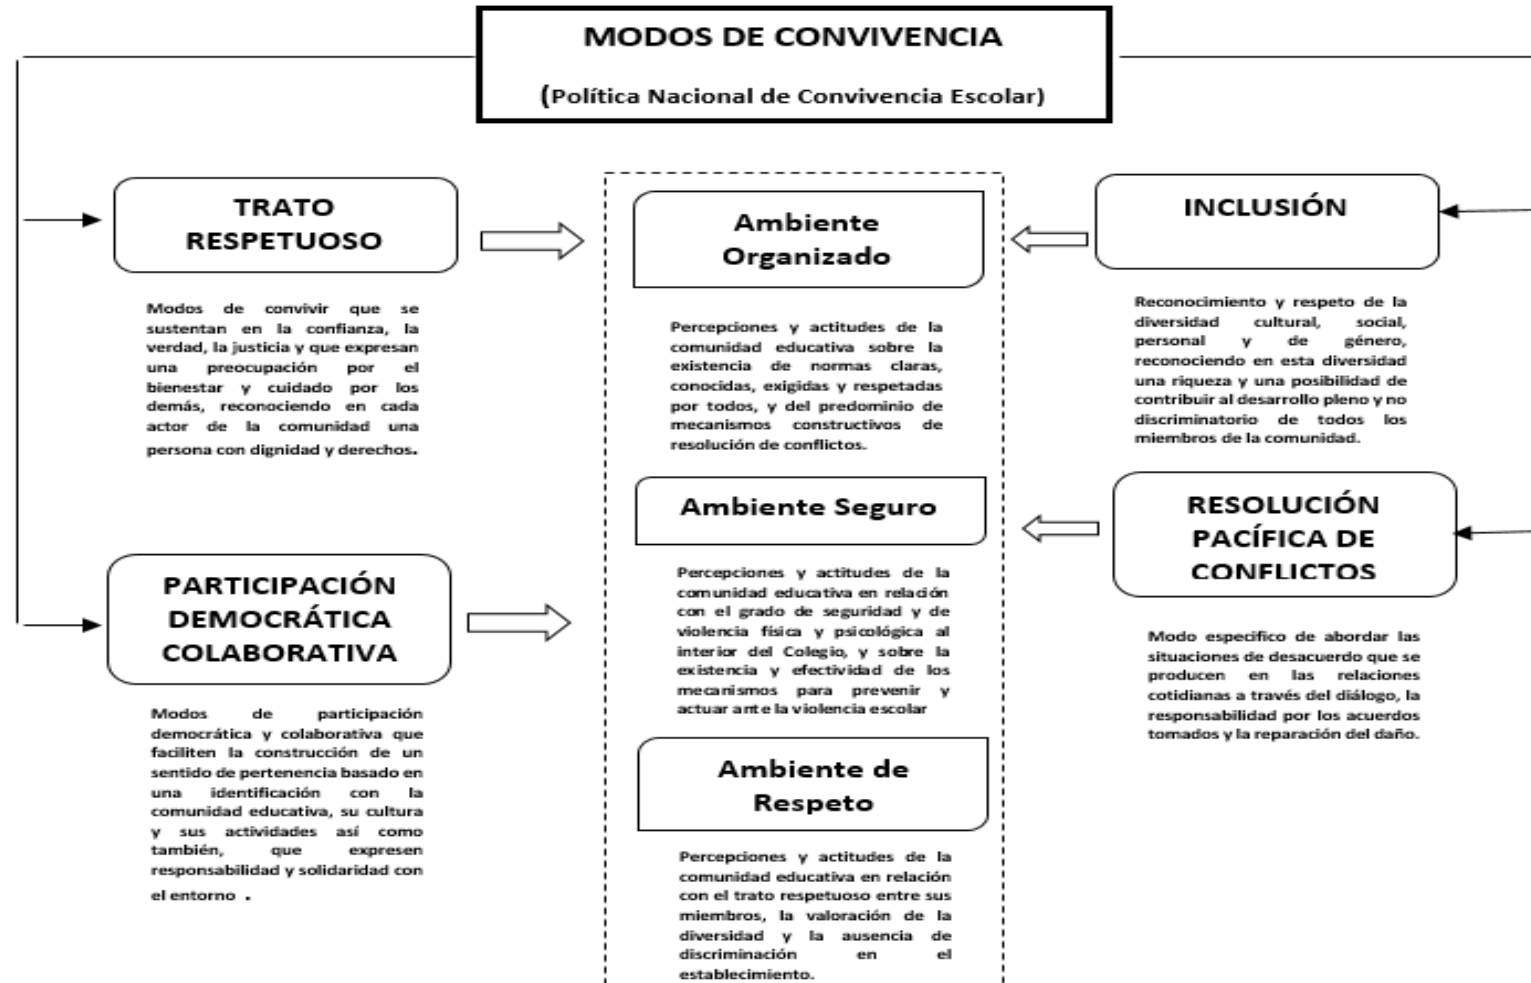 MODOS DE CONVIVENCIA
(Política Nacional de Convivencia Escolar)
TRATO
RESPETUOSO
Modos de convivir que se
sustentan en la confianza, la
verdad, la justicia y que expresan
una preocupación por el
bienestar y cuidado por los
demás, reconociendo en cada
actor de la comunidad una
persona con dignidad y derechos.
PARTICIPACIÓN
DEMOCRÁTICA
COLABORATIVA
Modos de participación
democrática y colaborativa que
faciliten la construcción de un
sentido de pertenencia basado en
una identificación con la
comunidad educativa, su cultura
y sus actividades así como
también, que expresen
responsabilidad y solidaridad con
el entorno .
Ambiente
Organizado
Percepciones y actitudes de la
comunidad educativa sobre la
existencia de normas claras,
conocidas, exigidas y respetadas
por todos, y del predominio de
mecanismos constructivos de
resolución de conflictos.
Ambiente Seguro
Percepciones y actitudes de la
comunidad educativa en relación
con el grado de seguridad y de
violencia física y psicológica al
interior del Colegio, y sobre la
existencia y efectividad de los
mecanismos para prevenir y
actuar ante la violencia escolar
Ambiente de
Respeto
Percepciones y actitudes de la
comunidad educativa en relación
con el trato respetuoso entre sus
miembros, la valoración de la
diversidad y la ausencia de
discriminación en el
establecimiento.
INCLUSIÓN
Reconocimiento y respeto de la
diversidad cultural, social,
personal y de género,
reconociendo en esta diversidad
una riqueza y una posibilidad de
contribuir al desarrollo pleno y no
discriminatorio de todos los
miembros de la comunidad.
RESOLUCIÓN
PACÍFICA DE
CONFLICTOS
Modo especifico de abordar las
situaciones de desacuerdo que se
producen en las relaciones
cotidianas a través del diálogo, la
responsabilidad por los acuerdos
tomados y la reparación del daño.